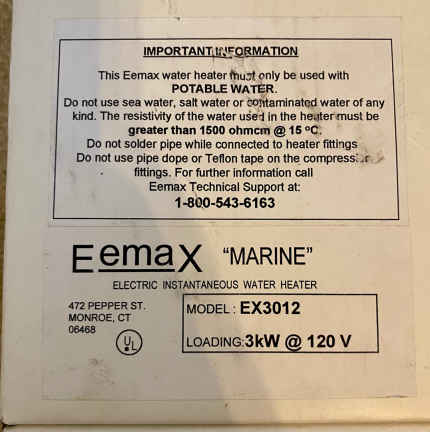 IMPORTANT INFORMATION
This Eemax water heater must only be used with
POTABLE WATER.
Do not use sea water, salt water or contaminated water of any
kind. The resistivity of the water used in the heater must be
greater than 1500 ohmcm @ 15 ºC.
Do not solder pipe while connected to heater fittings
Do not use pipe dope or Teflon tape on the compression
fittings. For further information call
Eemax Technical Support at:
1-800-543-6163
EemaX "MARINE"
ELECTRIC INSTANTANEOUS WATER HEATER
472 PEPPER ST.
MONROE, CT
06468
UL
MODEL : EX3012
LOADING: 3kW @ 120 V